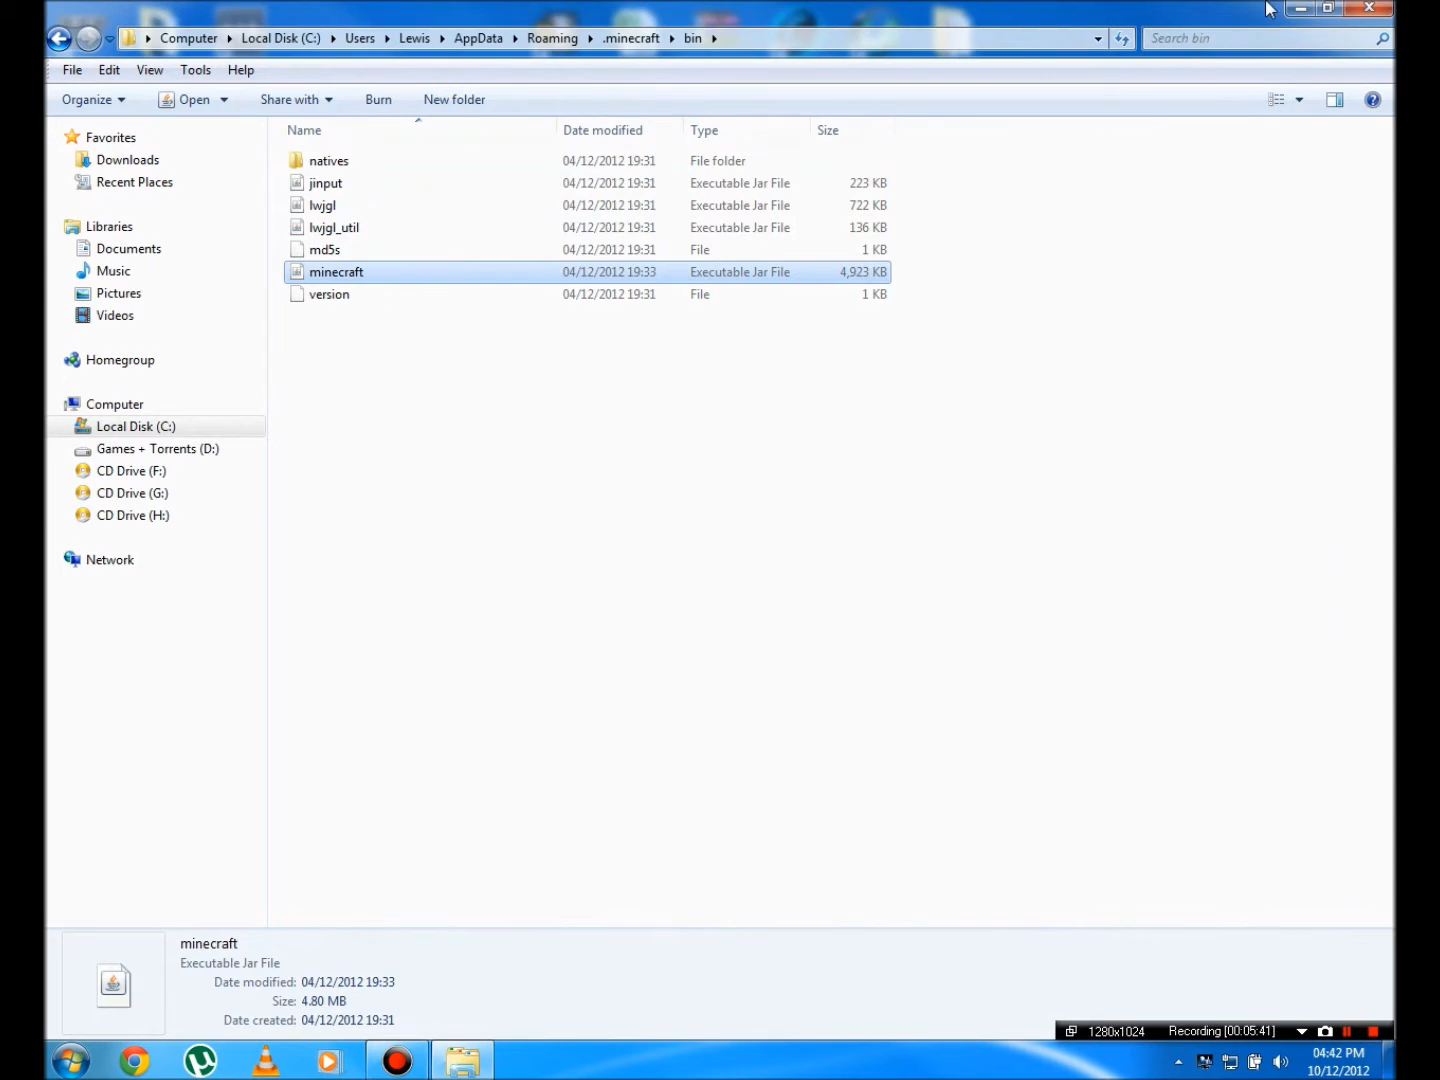 Computer Local Disk (C:) Users Lewis AppData Roaming .minecraft bin Search bin
File Edit View Tools Help
Organize Open Share with Burn New folder
Name Date modified Type Size
Favorites
Downloads
Recent Places
Libraries
Documents
Music
Pictures
Videos
Homegroup
Computer
Local Disk (C:)
Games + Torrents (D:)
CD Drive (F:)
CD Drive (G:)
CD Drive (H:)
Network
natives 04/12/2012 19:31 File folder
jinput 04/12/2012 19:31 Executable Jar File 223 KB
lwjgl 04/12/2012 19:31 Executable Jar File 722 KB
lwjgl_util 04/12/2012 19:31 Executable Jar File 136 KB
md5s 04/12/2012 19:31 File 1 KB
minecraft 04/12/2012 19:33 Executable Jar File 4,923 KB
version 04/12/2012 19:31 File 1 KB
minecraft
Executable Jar File
Date modified: 04/12/2012 19:33
Size: 4.80 MB
Date created: 04/12/2012 19:31
1280x1024 Recording [00:05:41]
04:42 PM
10/12/2012